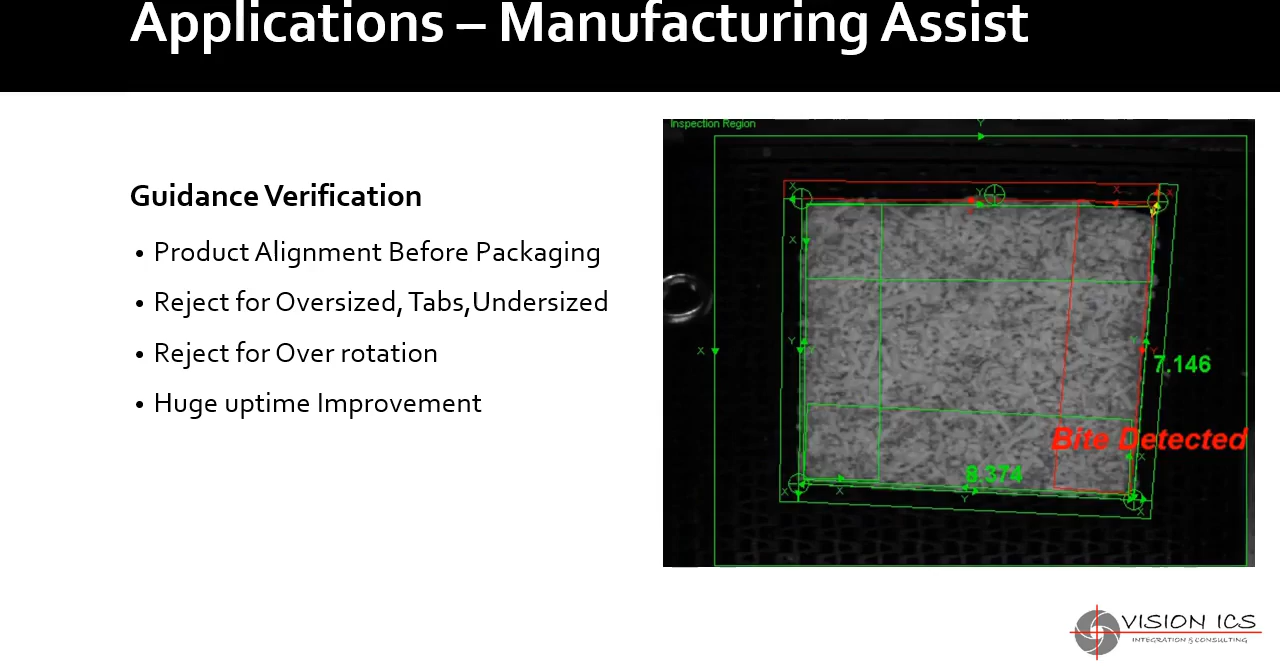 Applications – Manufacturing Assist
Guidance Verification
• Product Alignment Before Packaging
• Reject for Oversized, Tabs,Undersized
• Reject for Over rotation
• Huge uptime Improvement
Inspection Region
Y
X Y X X
X
Y Y Y Y
X
7.146
Bite Detected
8.374
X
X X Y X
VISION ICS
INTEGRATION & CONSULTING